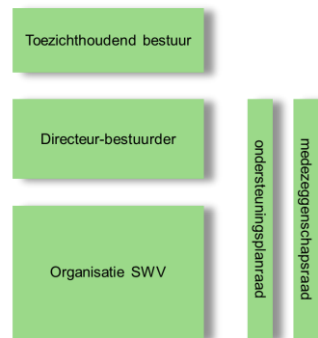 Toezichthoudend bestuur
Directeur-bestuurder
Organisatie SWV
ondersteuningsplanraad
medezeggenschapsraad